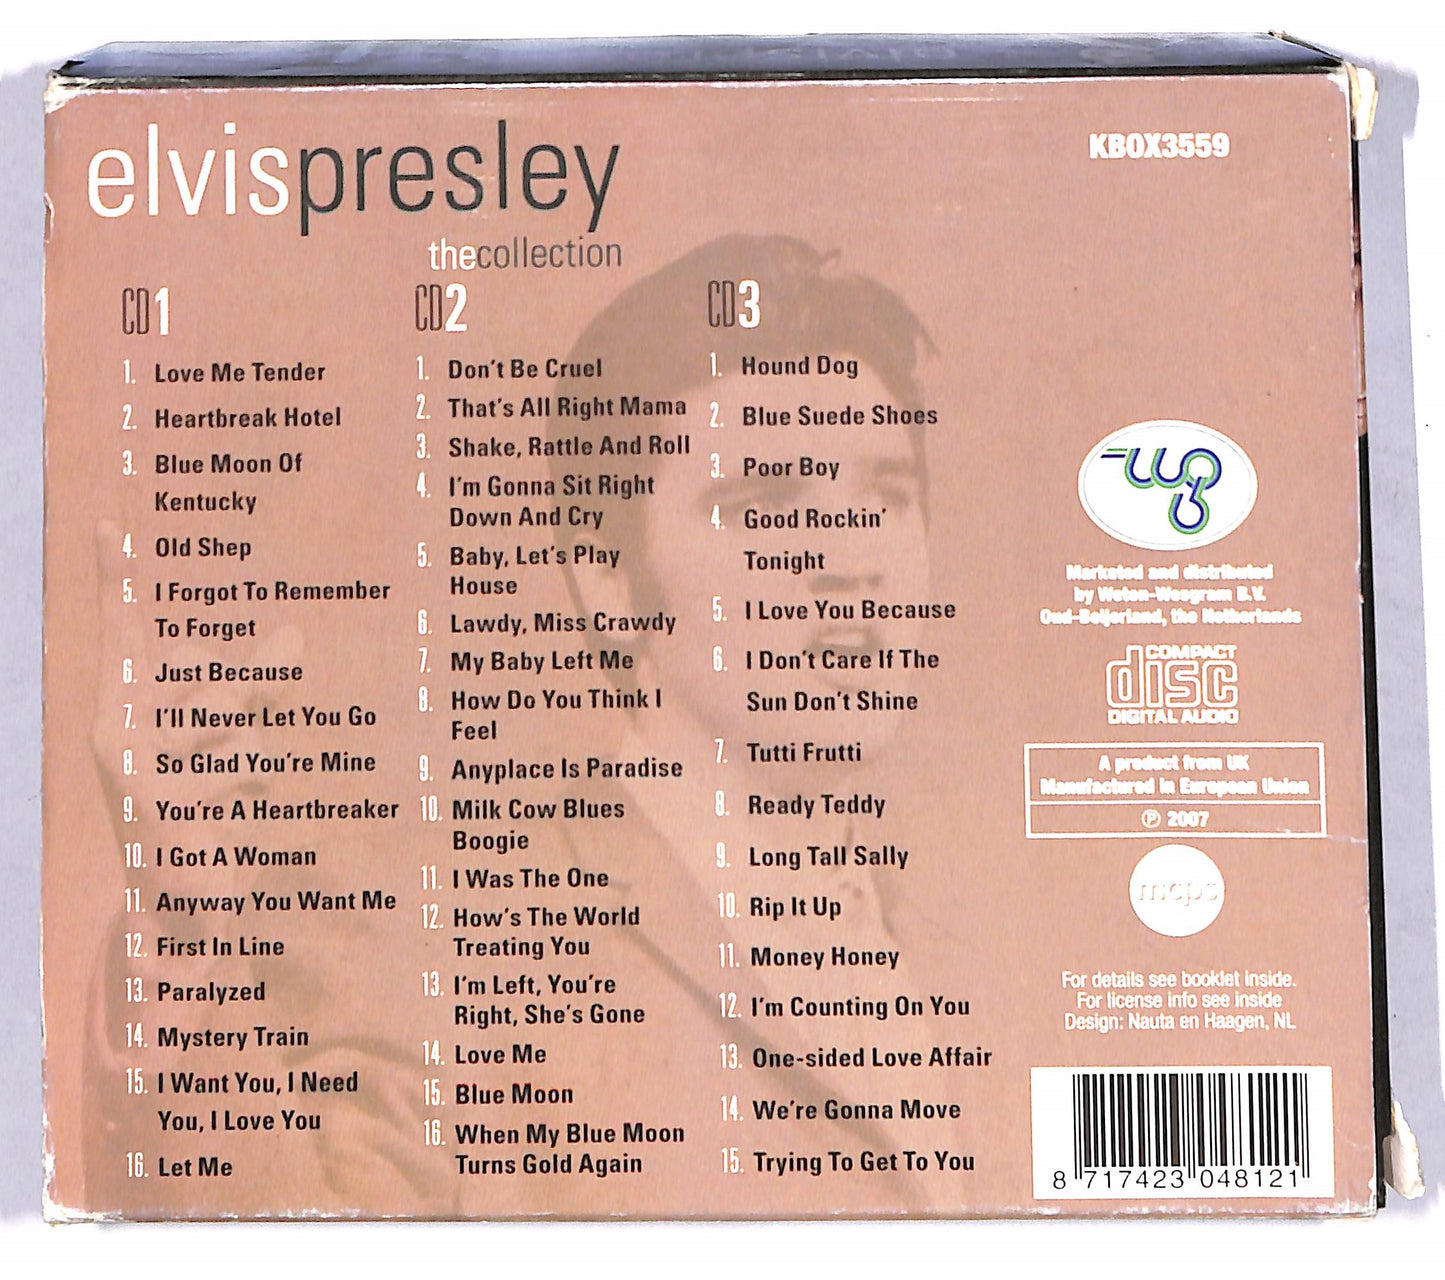 elvispresley
thecollection
KBOX3559
CD1
1. Love Me Tender
2. Heartbreak Hotel
3. Blue Moon Of
Kentucky
4. Old Shep
5. I Forgot To Remember
To Forget
6. Just Because
7. I'll Never Let You Go
8. So Glad You're Mine
9. You're A Heartbreaker
10. I Got A Woman
11. Anyway You Want Me
12. First In Line
13. Paralyzed
14. Mystery Train
15. I Want You, I Need
You, I Love You
16. Let Me
CD2
1. Don't Be Cruel
2. That's All Right Mama
3. Shake, Rattle And Roll
4. I'm Gonna Sit Right
Down And Cry
5. Baby, Let's Play
House
6. Lawdy, Miss Crawdy
7. My Baby Left Me
8. How Do You Think I
Feel
9. Anyplace Is Paradise
10. Milk Cow Blues
Boogie
11. I Was The One
12. How's The World
Treating You
13. I'm Left, You're
Right, She's Gone
14. Love Me
15. Blue Moon
16. When My Blue Moon
Turns Gold Again
CD3
1. Hound Dog
2. Blue Suede Shoes
3. Poor Boy
4. Good Rockin'
Tonight
5. I Love You Because
6. I Don't Care If The
Sun Don't Shine
7. Tutti Frutti
8. Ready Teddy
9. Long Tall Sally
10. Rip It Up
11. Money Honey
12. I'm Counting On You
13. One-sided Love Affair
14. We're Gonna Move
15. Trying To Get To You
Marketed and distributed
by Weton-Wesgram B.V.
Oud-Beijerland, the Netherlands
COMPACT
disc
DIGITAL AUDIO
A product from UK
Manufactured in European Union
℗ 2007
mcps
For details see booklet inside.
For license info see inside
Design: Nauta en Haagen, NL
8 717423 048121